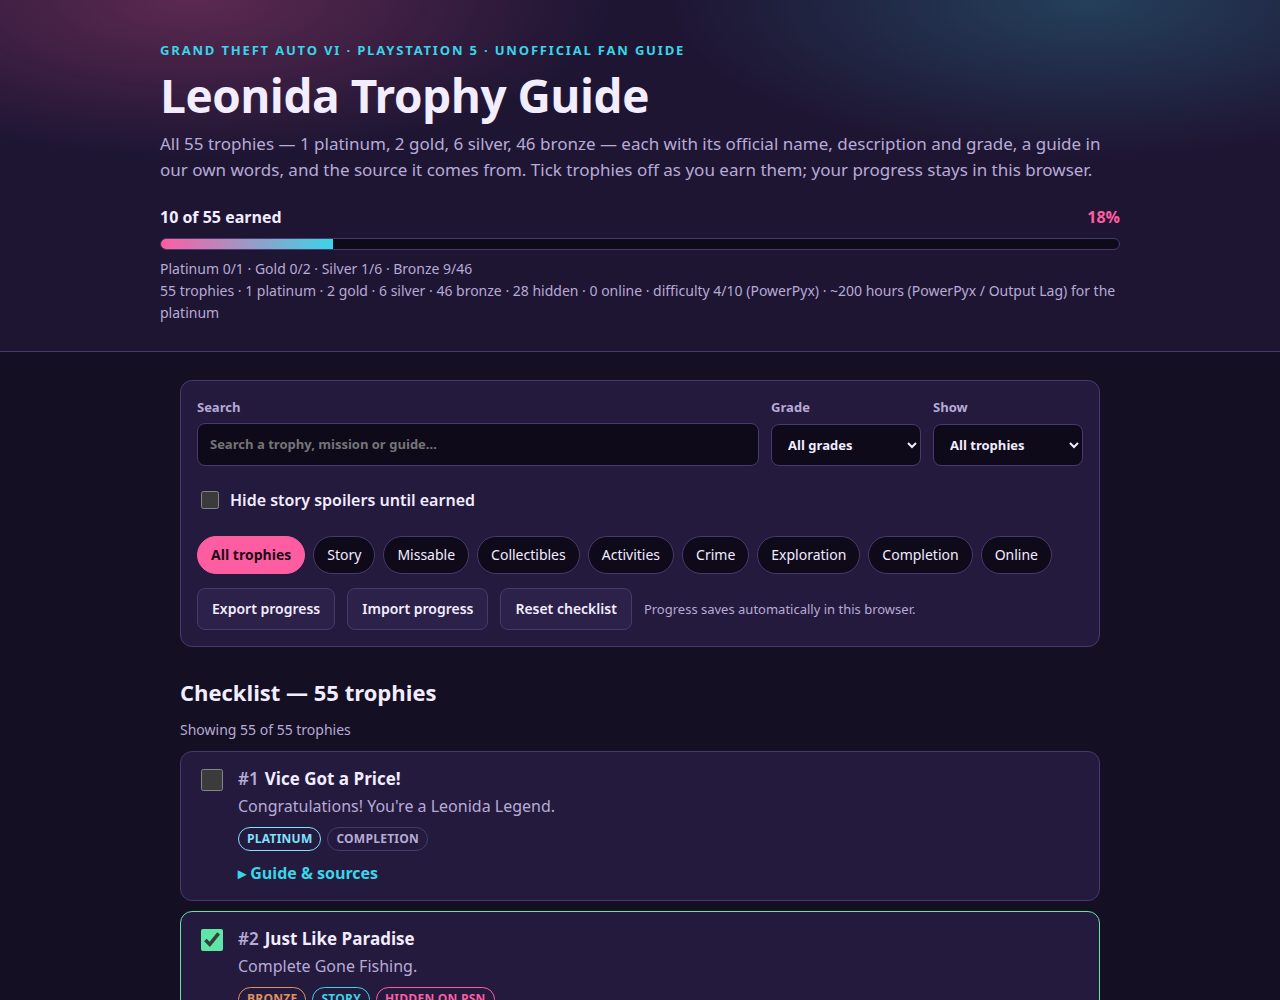 GRAND THEFT AUTO VI · PLAYSTATION 5 · UNOFFICIAL FAN GUIDE
Leonida Trophy Guide
All 55 trophies — 1 platinum, 2 gold, 6 silver, 46 bronze — each with its official name, description and grade, a guide in
our own words, and the source it comes from. Tick trophies off as you earn them; your progress stays in this browser.
10 of 55 earned
18%
Platinum 0/1 · Gold 0/2 · Silver 1/6 · Bronze 9/46
55 trophies · 1 platinum · 2 gold · 6 silver · 46 bronze · 28 hidden · 0 online · difficulty 4/10 (PowerPyx) · ~200 hours (PowerPyx / Output Lag) for the
platinum
Search
Grade
Show
Search a trophy, mission or guide...
All grades
All trophies
Hide story spoilers until earned
All trophies
Story
Missable
Collectibles
Activities
Crime
Exploration
Completion
Online
Export progress
Import progress
Reset checklist
Progress saves automatically in this browser.
Checklist — 55 trophies
Showing 55 of 55 trophies
#1 Vice Got a Price!
Congratulations! You're a Leonida Legend.
PLATINUM
COMPLETION
▸ Guide & sources
#2 Just Like Paradise
Complete Gone Fishing.
BRONZE
STORY
HIDDEN ON PSN